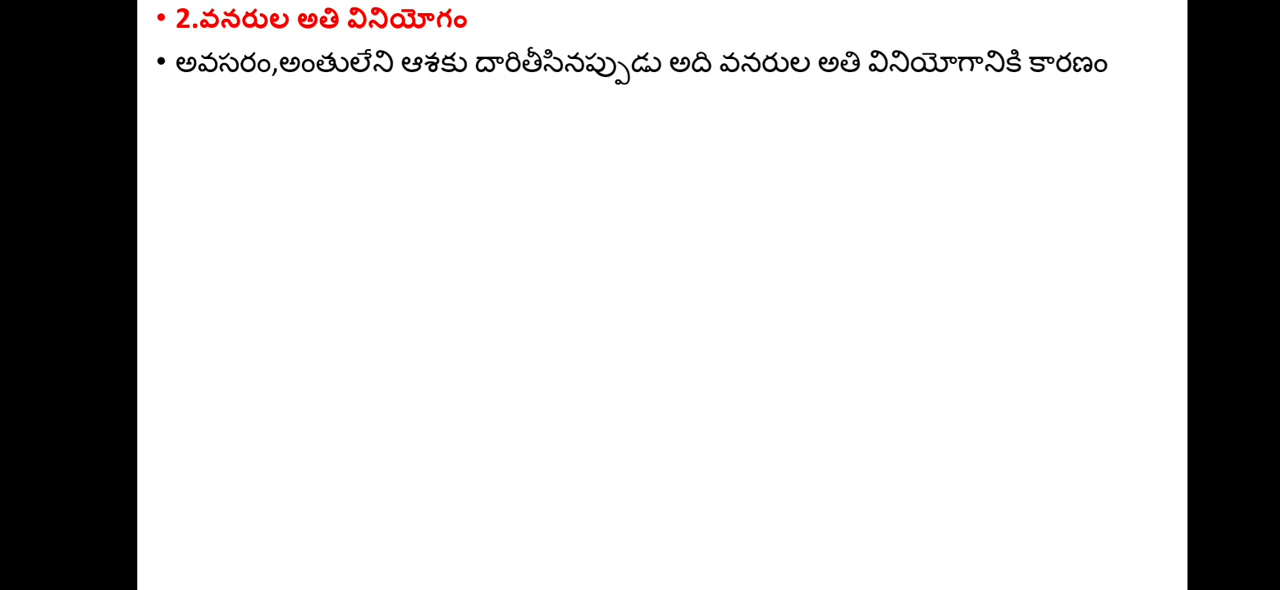 • 2.వనరుల అతి వినియోగం
• అవసరం,అంతులేని ఆశకు దారితీసినప్పుడు అది వనరుల అతి వినియోగానికి కారణం